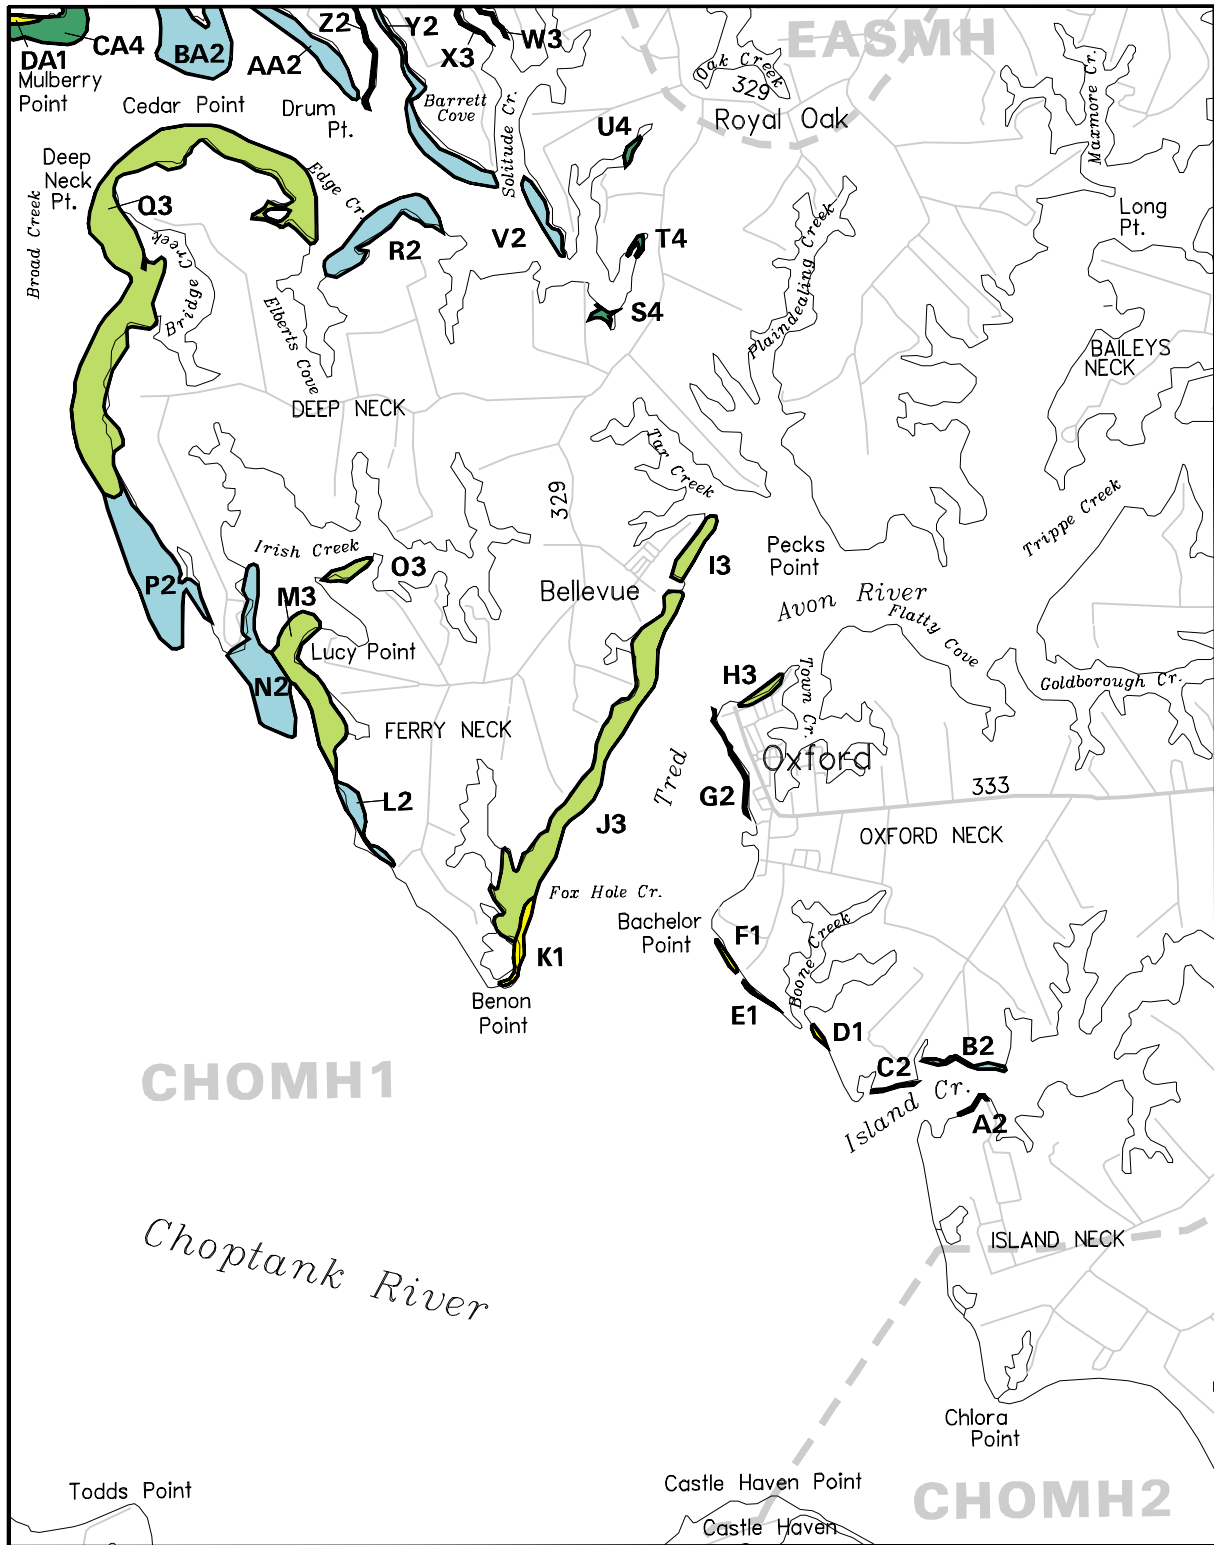 Z2
Y2
W3
X3
EASMH
DA1
CA4
BA2
AA2
Mulberry
Point
Cedar Point
Drum
Pt.
Barrett
Cove
Solitude Cr.
Oak Creek
329
Royal Oak
Maxmore Cr.
U4
Deep
Neck
Pt.
Broad Creek
Q3
Edge Cr.
R2
V2
T4
S4
Bridge Creek
Elberts Cove
Plaindealing Creek
Long
Pt.
BAILEYS
NECK
DEEP NECK
Tar Creek
329
Trippe Creek
Irish Creek
O3
P2
M3
Lucy Point
N2
Bellevue
I3
Pecks
Point
Avon River
Flatty Cove
Goldborough Cr.
H3
Town Cr.
FERRY NECK
Tred
Oxford
G2
333
L2
J3
OXFORD NECK
Fox Hole Cr.
Bachelor
Point
F1
Boone Creek
K1
Benon
Point
E1
D1
C2
B2
Island Cr.
A2
CHOMH1
Choptank River
ISLAND NECK
Chlora
Point
Todds Point
Castle Haven Point
Castle Haven
CHOMH2